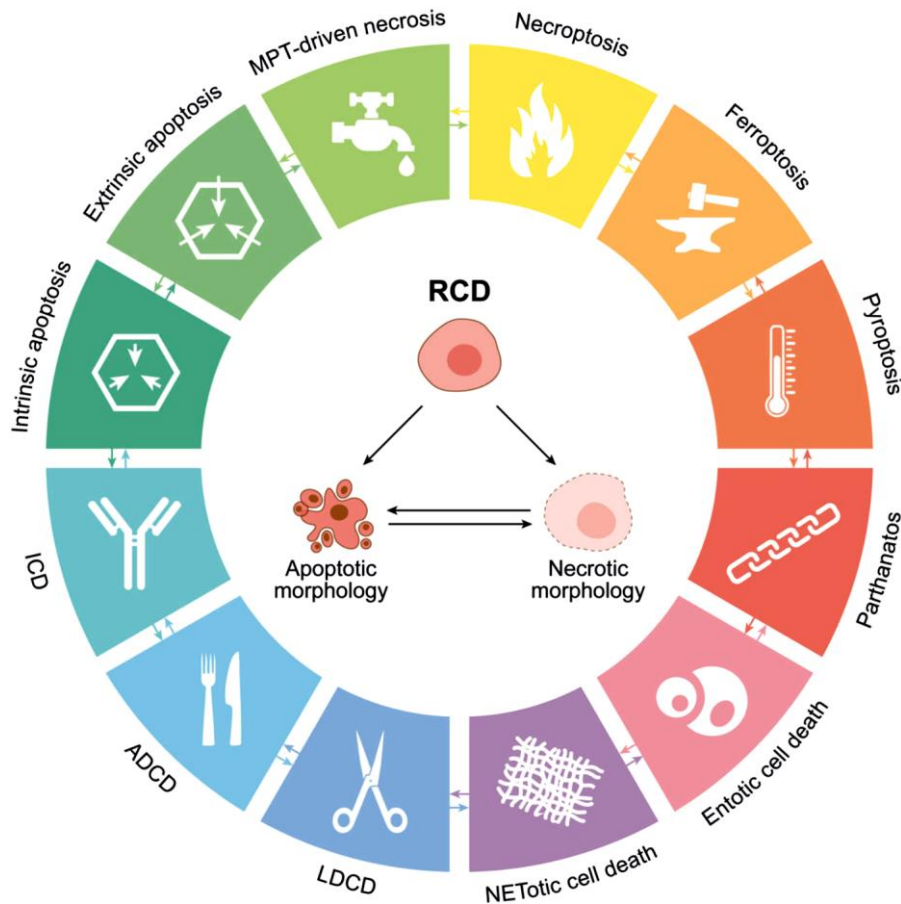 MPT-driven necrosis
Necroptosis
Ferroptosis
Pyroptosis
Parthanatos
Entotic cell death
NETotic cell death
LDCD
ADCD
ICD
Intrinsic apoptosis
Extrinsic apoptosis
RCD
Apoptotic
morphology
Necrotic
morphology